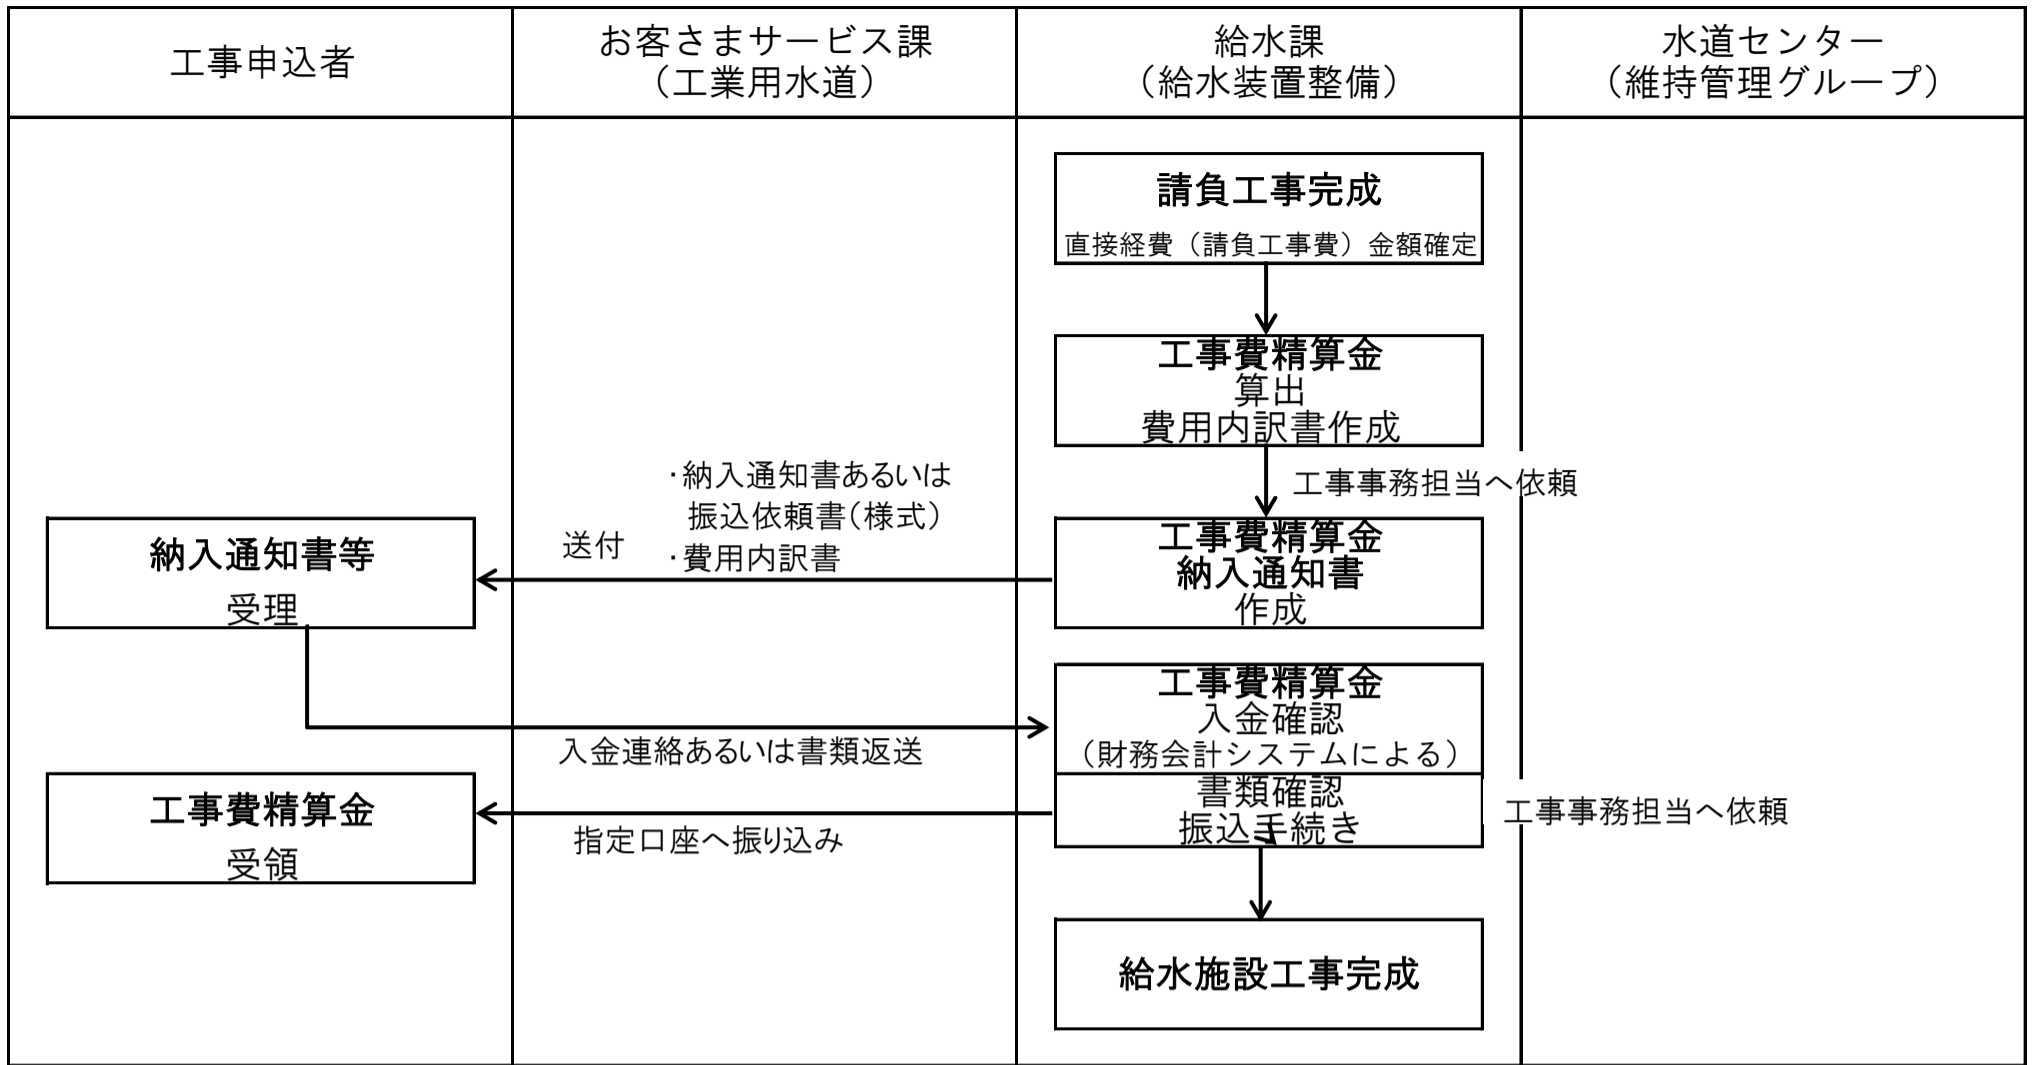 工事申込者
お客さまサービス課
（工業用水道）
給水課
（給水装置整備）
水道センター
（維持管理グループ）
請負工事完成
直接経費（請負工事費）金額確定
工事費精算金
算出
費用内訳書作成
工事事務担当へ依頼
・納入通知書あるいは
振込依頼書（様式）
・費用内訳書
送付
納入通知書等
受理
工事費精算金
納入通知書
作成
工事費精算金
入金確認
（財務会計システムによる）
入金連絡あるいは書類返送
書類確認
振込手続き
工事事務担当へ依頼
工事費精算金
受領
指定口座へ振り込み
給水施設工事完成